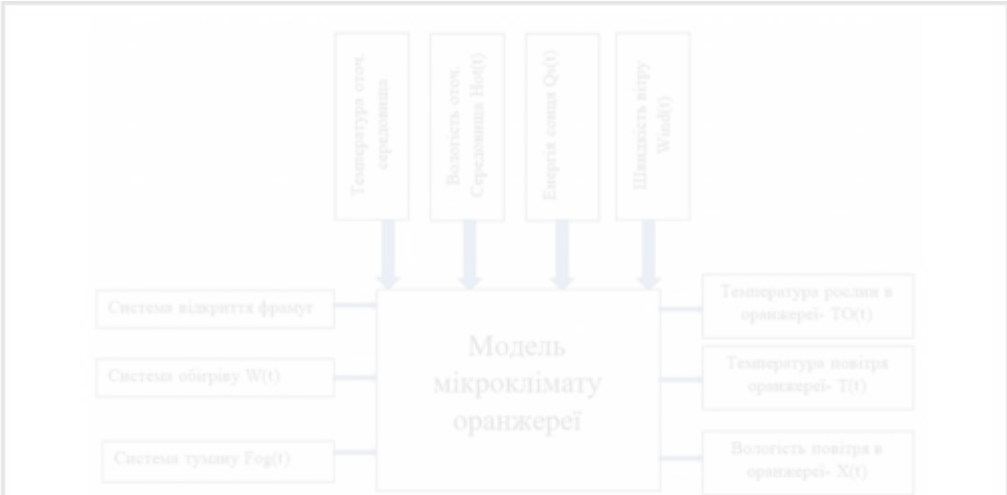 Температура оточ.
середовища
Вологість оточ.
Середовища Hot(t)
Енергія сонця Qs(t)
Швидкість вітру
Wind(t)
Система відкриття фрамуг
Система обігріву W(t)
Система туману Fog(t)
Модель
мікроклімату
оранжереї
Температура рослин в
оранжереї- TO(t)
Температура повітря
оранжереї- T(t)
Вологість повітря в
оранжереї- X(t)